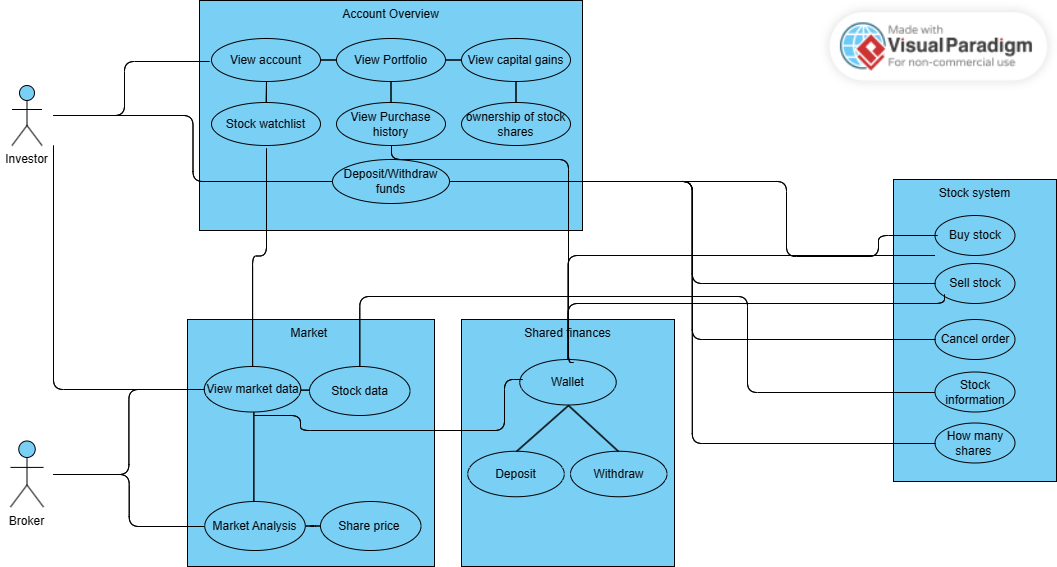 Account Overview
Made with
Visual Paradigm
For non-commercial use
View account
View Portfolio
View capital gains
Stock watchlist
View Purchase
history
ownership of stock
shares
Investor
Deposit/Withdraw
funds
Stock system
Buy stock
Sell stock
Cancel order
Stock
information
How many
shares
Market
View market data
Stock data
Market Analysis
Share price
Shared finances
Wallet
Deposit
Withdraw
Broker